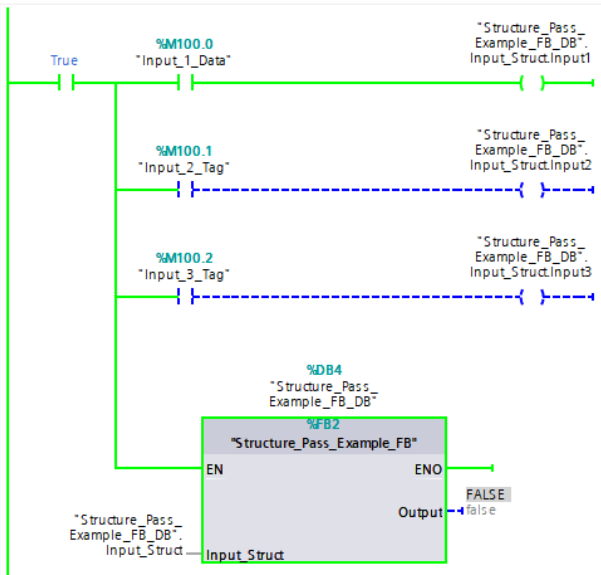 "Structure_Pass_
Example_FB_DB".
Input_Struct.Input1
%M100.0
True
"Input_1_Data"
"Structure_Pass_
Example_FB_DB".
Input_Struct.Input2
%M100.1
"Input_2_Tag"
"Structure_Pass_
Example_FB_DB".
Input_Struct.Input3
%M100.2
"Input_3_Tag"
%DB4
"Structure_Pass_
Example_FB_DB"
%FB2
"Structure_Pass_Example_FB"
EN
ENO
FALSE
Output
false
"Structure_Pass_
Example_FB_DB".
Input_Struct
Input_Struct